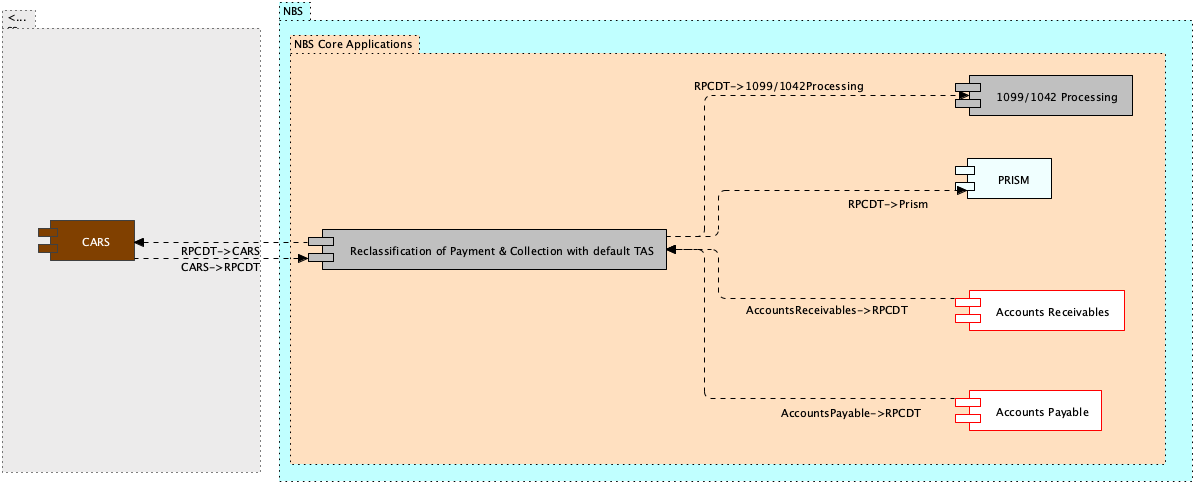 <...
NBS
NBS Core Applications
RPCDT->1099/1042Processing
1099/1042 Processing
PRISM
RPCDT->Prism
CARS
RPCDT->CARS
CARS->RPCDT
Reclassification of Payment & Collection with default TAS
AccountsReceivables->RPCDT
Accounts Receivables
AccountsPayable->RPCDT
Accounts Payable